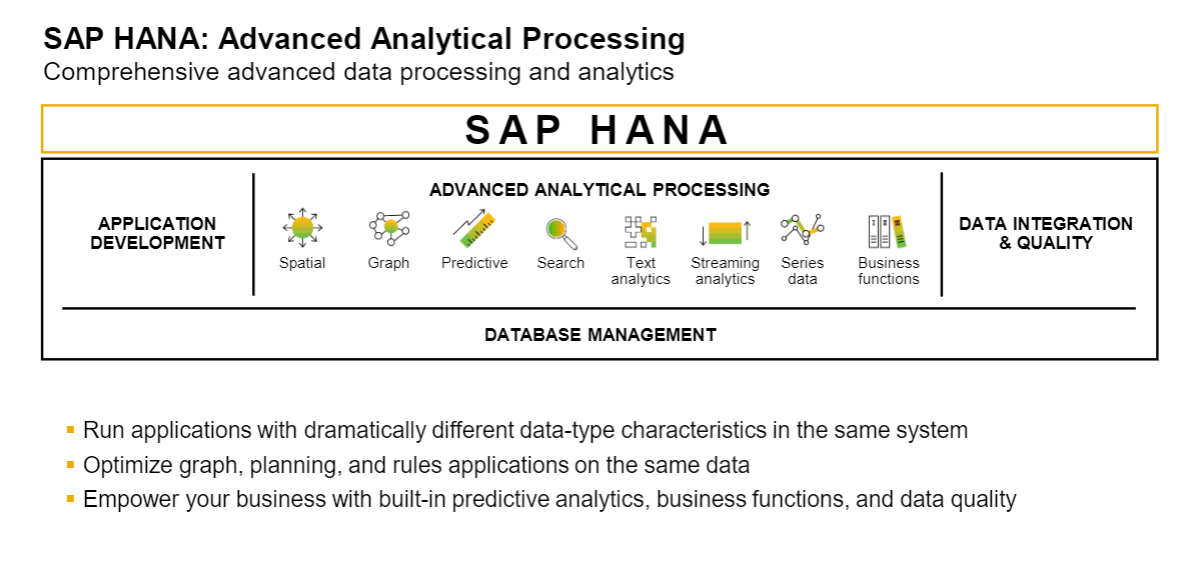 SAP HANA: Advanced Analytical Processing
Comprehensive advanced data processing and analytics
SAP HANA
APPLICATION
DEVELOPMENT
ADVANCED ANALYTICAL PROCESSING
Spatial
Graph
Predictive
Search
Text
analytics
Streaming
analytics
Series
data
Business
functions
DATA INTEGRATION
& QUALITY
DATABASE MANAGEMENT
Run applications with dramatically different data-type characteristics in the same system
Optimize graph, planning, and rules applications on the same data
Empower your business with built-in predictive analytics, business functions, and data quality